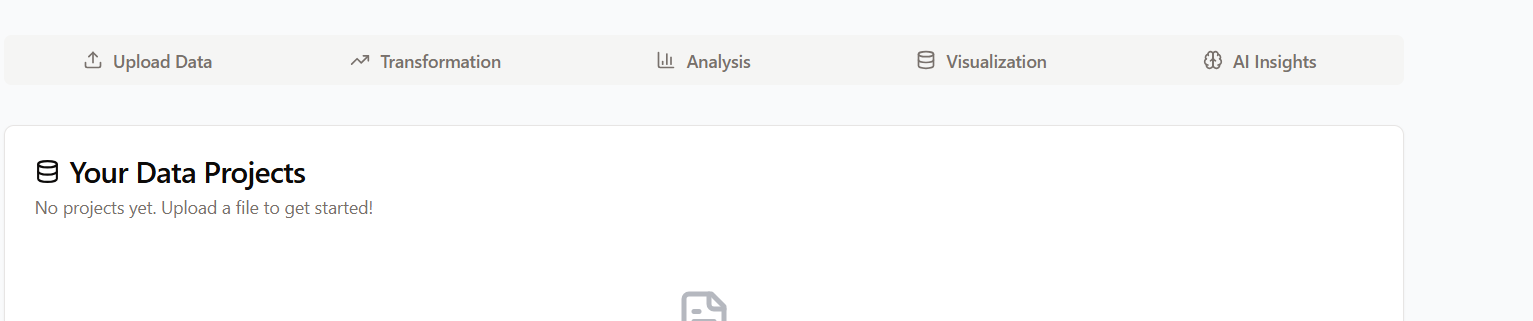 Upload Data Transformation Analysis Visualization AI Insights
Your Data Projects
No projects yet. Upload a file to get started!